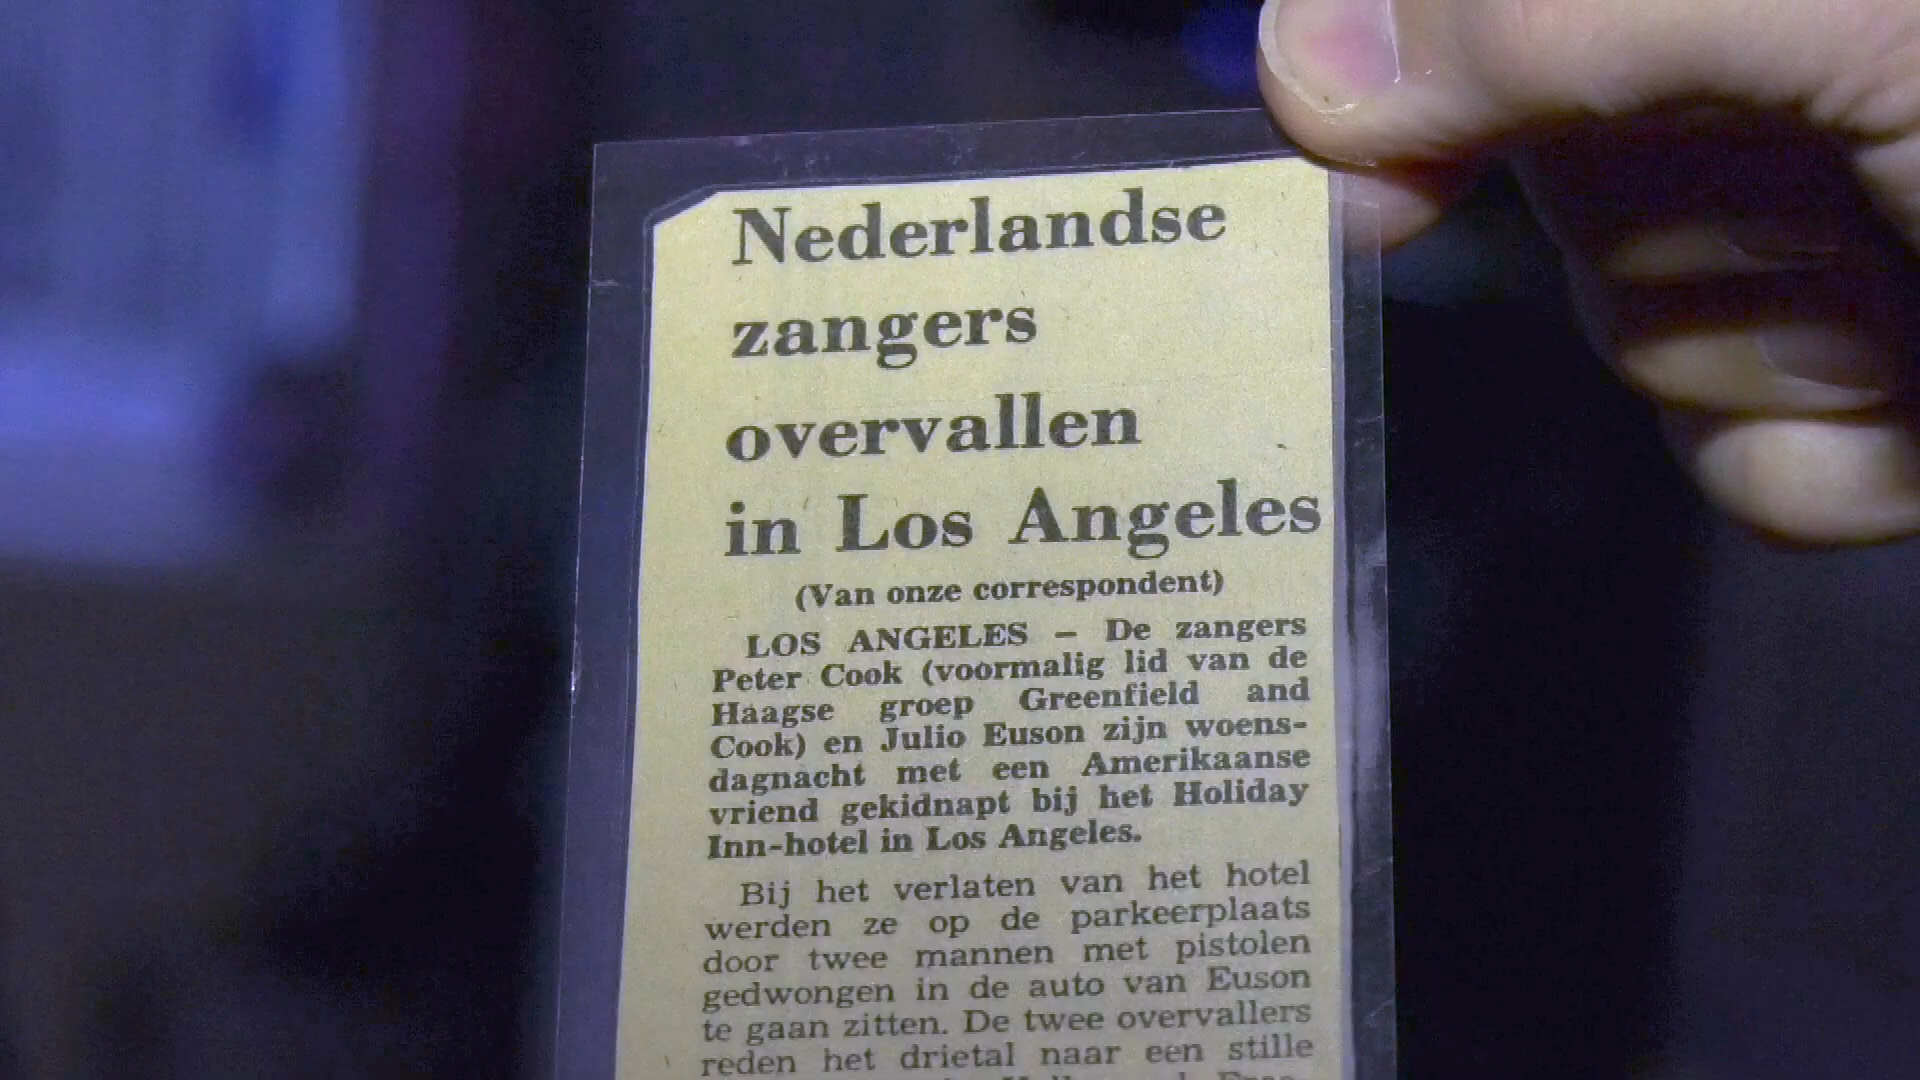 Nederlandse
zangers
overvallen
in Los Angeles
(Van onze correspondent)
LOS ANGELES – De zangers
Peter Cook (voormalig lid van de
Haagse groep Greenfield and
Cook) en Julio Euson zijn woens-
dagnacht met een Amerikaanse
vriend gekidnapt bij het Holiday
Inn-hotel in Los Angeles.
Bij het verlaten van het hotel
werden ze op de parkeerplaats
door twee mannen met pistolen
gedwongen in de auto van Euson
te gaan zitten. De twee overvallers
reden het drietal naar een stille